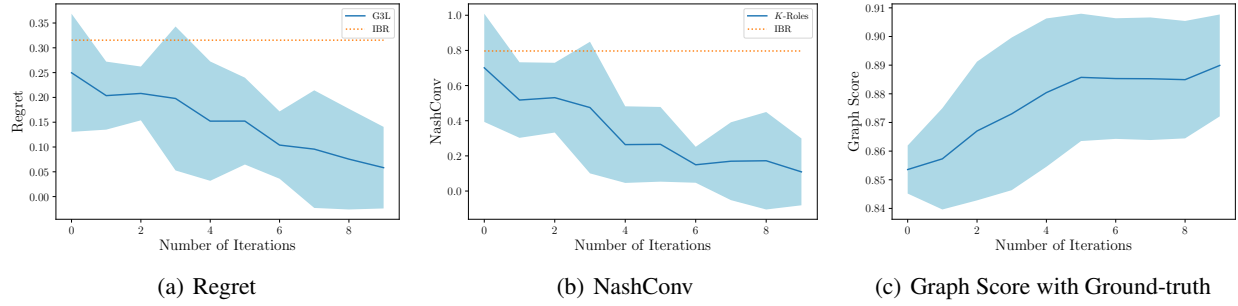 G3L
IBR
0.35
0.30
0.25
0.20
0.15
0.10
0.05
0.00
Regret
0 2 4 6 8
Number of Iterations
(a) Regret
K-Roles
IBR
1.0
0.8
0.6
0.4
0.2
0.0
NashConv
0 2 4 6 8
Number of Iterations
(b) NashConv
0.91
0.90
0.89
0.88
0.87
0.86
0.85
0.84
Graph Score
0 2 4 6 8
Number of Iterations
(c) Graph Score with Ground-truth